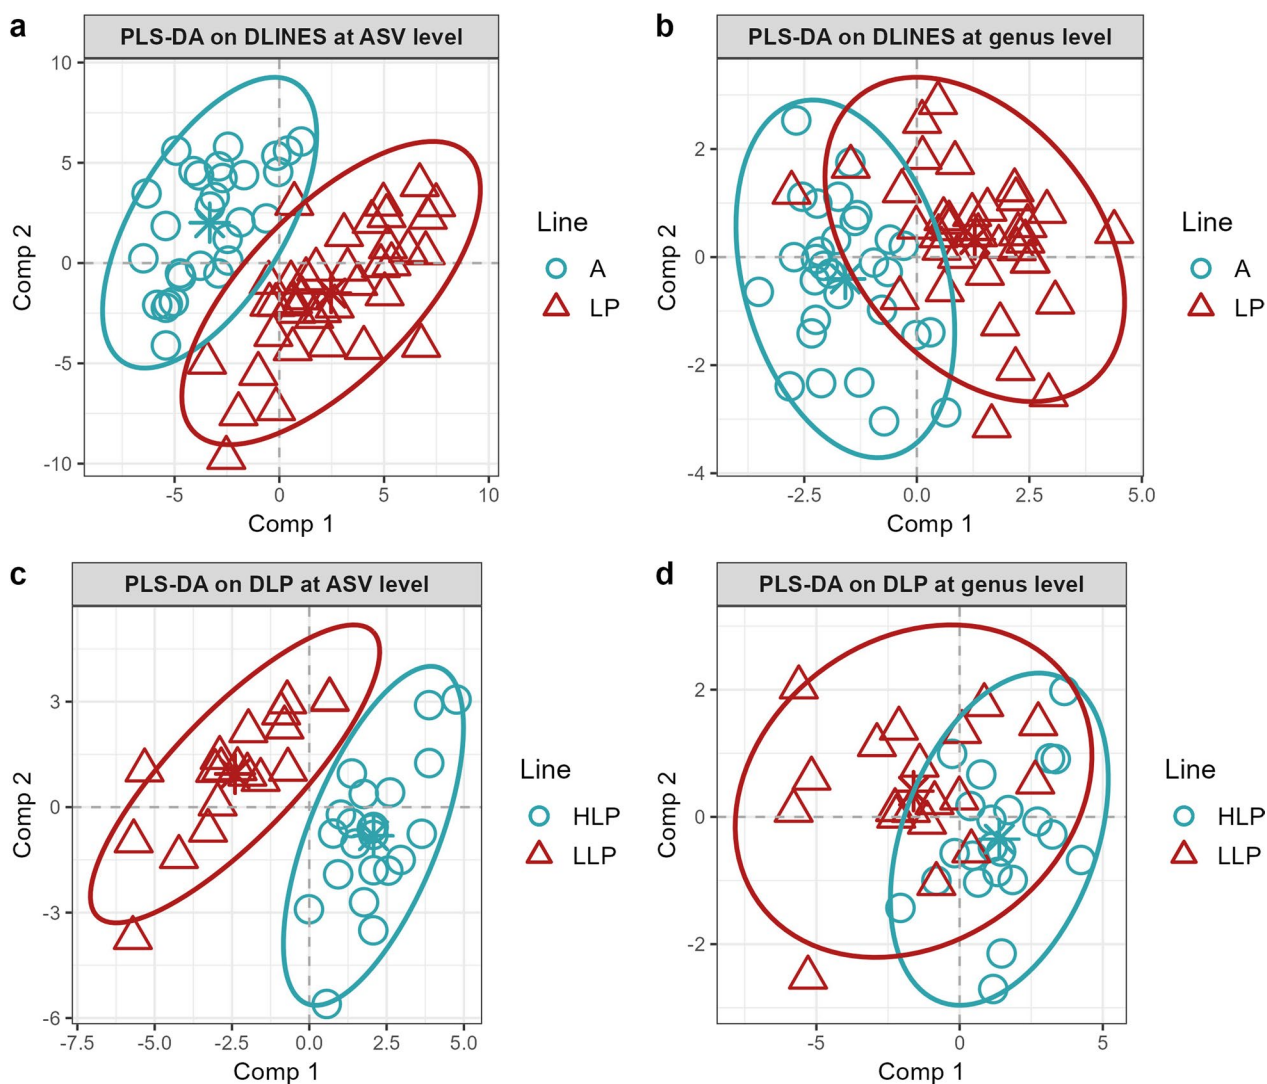 a
PLS-DA on DLINES at ASV level
10
5
0
-5
-10
Comp 2
-5 0 5 10
Comp 1
Line
A
LP
b
PLS-DA on DLINES at genus level
2
0
-2
-4
Comp 2
-2.5 0.0 2.5 5.0
Comp 1
Line
A
LP
c
PLS-DA on DLP at ASV level
3
0
-3
-6
Comp 2
-7.5 -5.0 -2.5 0.0 2.5 5.0
Comp 1
Line
HLP
LLP
d
PLS-DA on DLP at genus level
2
0
-2
Comp 2
-5 0 5
Comp 1
Line
HLP
LLP